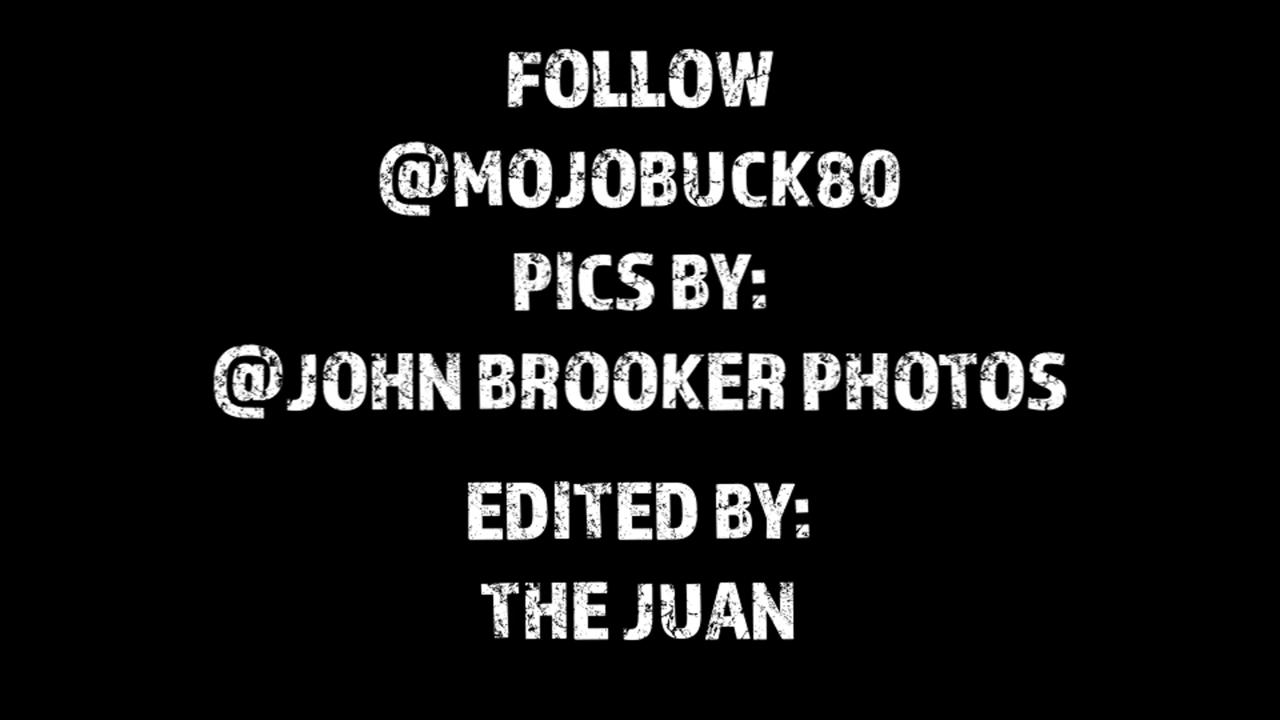 FOLLOW
@MOJOBUCK80
PICS BY:
@JOHN BROOKER PHOTOS
EDITED BY:
THE JUAN